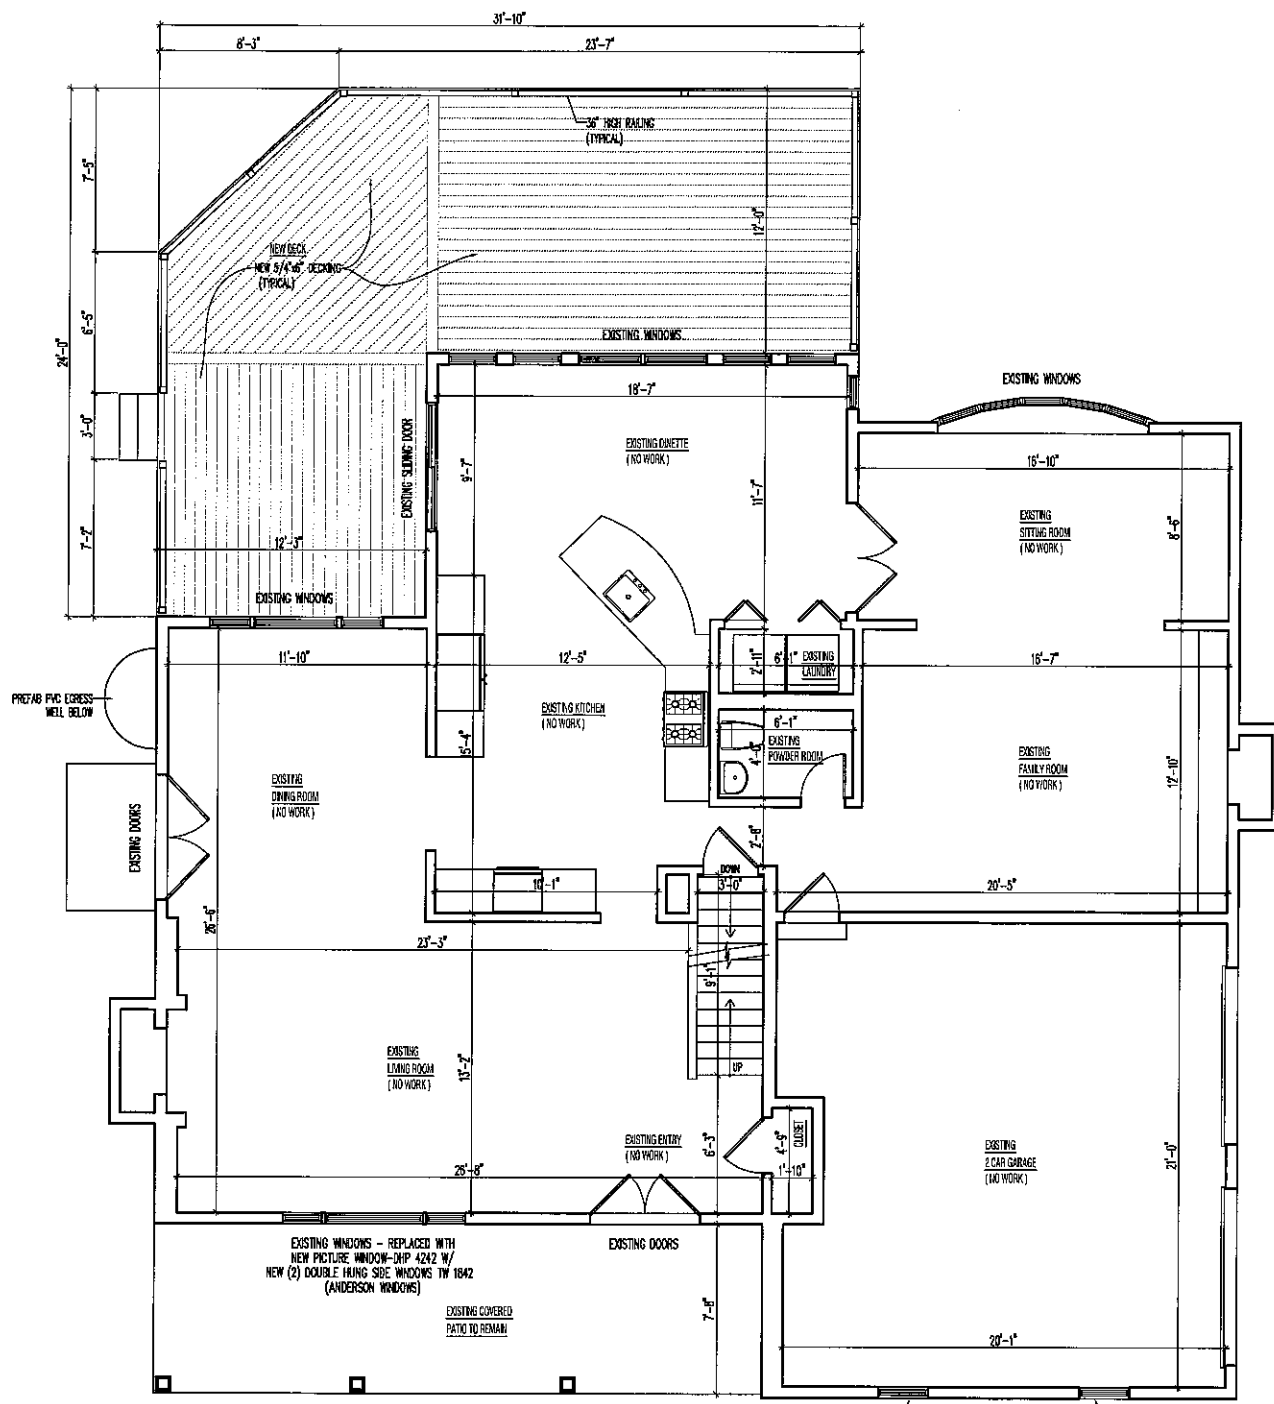 31'-10"
8'-3"
23'-7"
36" HIGH RAILING
(TYPICAL)
7'-5"
12'-0"
NEW DECK
NEW 5/4"x6" DECKING
(TYPICAL)
6'-5"
24'-0"
EXISTING WINDOWS
18'-7"
EXISTING WINDOWS
3'-0"
EXISTING SLIDING DOOR
EXISTING DINETTE
(NO WORK)
9'-7"
11'-7"
16'-10"
EXISTING
SITTING ROOM
(NO WORK)
8'-6"
7'-2"
12'-3"
EXISTING WINDOWS
11'-10"
12'-5"
2'-11"
6'-1"
EXISTING
LAUNDRY
16'-7"
PREFAB PVC EGRESS
WELL BELOW
EXISTING KITCHEN
(NO WORK)
5'-4"
6'-1"
EXISTING
POWDER ROOM
EXISTING
FAMILY ROOM
(NO WORK)
12'-10"
EXISTING
DINING ROOM
(NO WORK)
EXISTING DOORS
2'-8"
DOWN
10'-1"
3'-0"
20'-5"
26'-6"
23'-3"
9'-1"
EXISTING
LIVING ROOM
(NO WORK)
13'-2"
UP
EXISTING ENTRY
(NO WORK)
6'-3"
4'-9"
CLOSET
1'-10"
EXISTING
2 CAR GARAGE
(NO WORK)
21'-0"
26'-8"
EXISTING WINDOWS - REPLACED WITH
NEW PICTURE WINDOW-DHP 4242 W/
NEW (2) DOUBLE HUNG SIDE WINDOWS TW 1842
(ANDERSON WINDOWS)
EXISTING DOORS
EXISTING COVERED
PATIO TO REMAIN
7'-8"
20'-1"